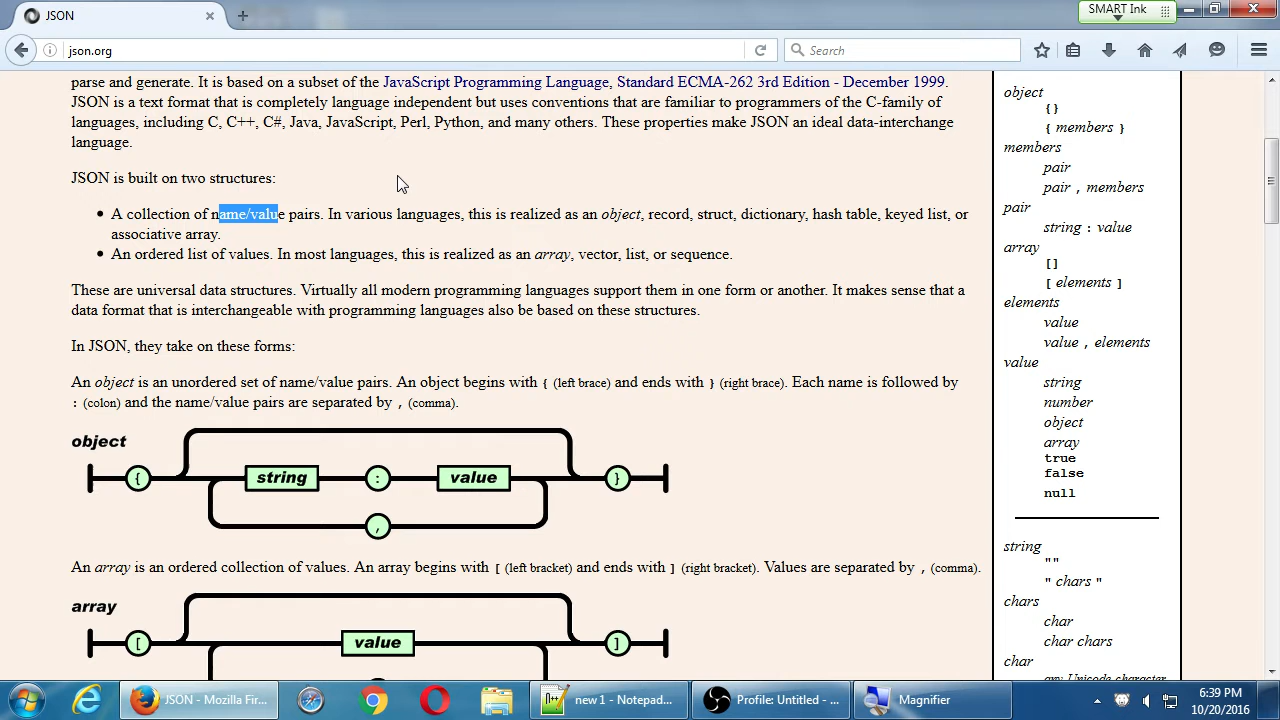 JSON
SMART Ink
json.org
Search
parse and generate. It is based on a subset of the JavaScript Programming Language, Standard ECMA-262 3rd Edition - December 1999.
JSON is a text format that is completely language independent but uses conventions that are familiar to programmers of the C-family of
languages, including C, C++, C#, Java, JavaScript, Perl, Python, and many others. These properties make JSON an ideal data-interchange
language.
JSON is built on two structures:
• A collection of name/value pairs. In various languages, this is realized as an object, record, struct, dictionary, hash table, keyed list, or
associative array.
• An ordered list of values. In most languages, this is realized as an array, vector, list, or sequence.
These are universal data structures. Virtually all modern programming languages support them in one form or another. It makes sense that a
data format that is interchangeable with programming languages also be based on these structures.
In JSON, they take on these forms:
An object is an unordered set of name/value pairs. An object begins with { (left brace) and ends with } (right brace). Each name is followed by
: (colon) and the name/value pairs are separated by , (comma).
object
{ string : value }
,
An array is an ordered collection of values. An array begins with [ (left bracket) and ends with ] (right bracket). Values are separated by , (comma).
array
[ value ]
object
{}
{ members }
members
pair
pair , members
pair
string : value
array
[]
[ elements ]
elements
value
value , elements
value
string
number
object
array
true
false
null
string
""
" chars "
chars
char
char chars
char
any Unicode character
JSON - Mozilla Fir...
new 1 - Notepad...
Profile: Untitled - ...
Magnifier
6:39 PM
10/20/2016